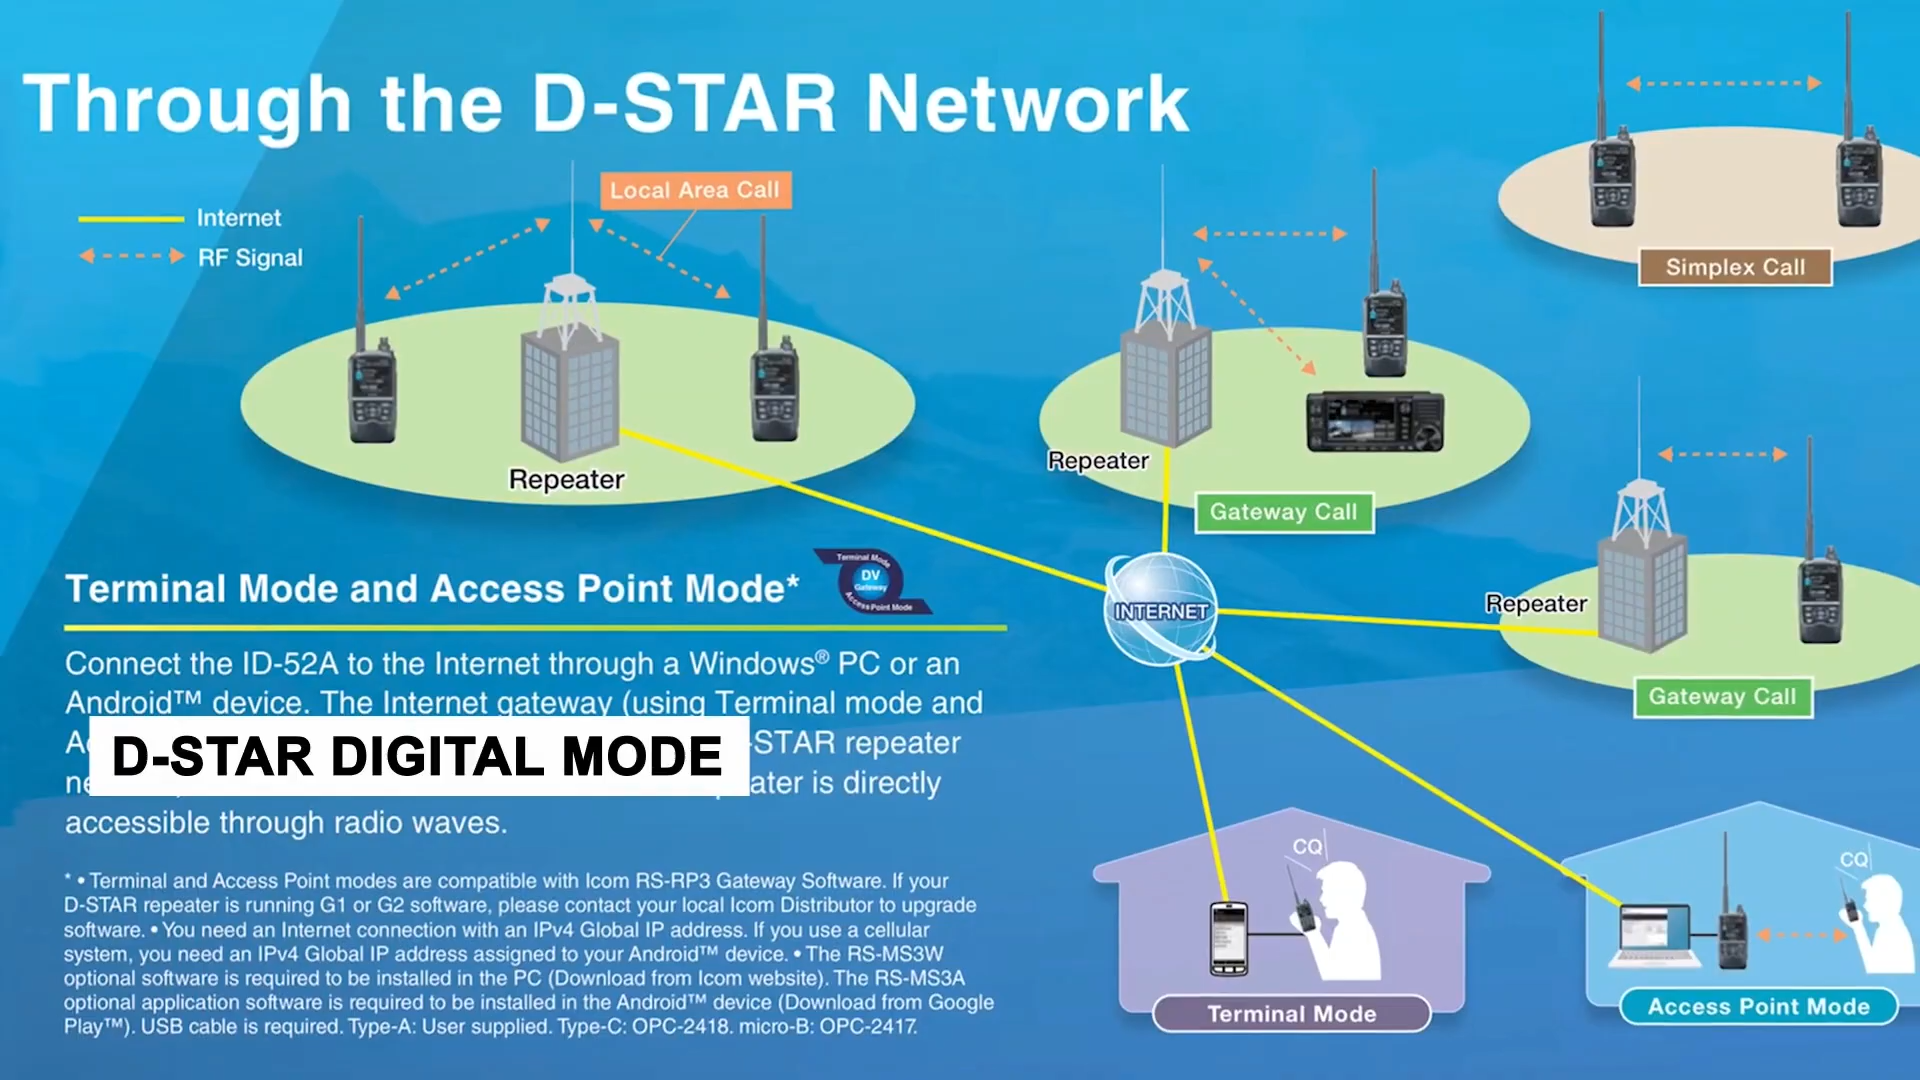 Through the D-STAR Network
Internet
RF Signal
Local Area Call
Repeater
Repeater
Gateway Call
Simplex Call
Repeater
Gateway Call
INTERNET
Terminal Mode and Access Point Mode*
Terminal Mode
DV
Gateway
Access Point Mode
Connect the ID-52A to the Internet through a Windows® PC or an
Android™ device. The Internet gateway (using Terminal mode and
-STAR repeater
is directly
accessible through radio waves.
D-STAR DIGITAL MODE
* • Terminal and Access Point modes are compatible with Icom RS-RP3 Gateway Software. If your
D-STAR repeater is running G1 or G2 software, please contact your local Icom Distributor to upgrade
software. • You need an Internet connection with an IPv4 Global IP address. If you use a cellular
system, you need an IPv4 Global IP address assigned to your Android™ device. • The RS-MS3W
optional software is required to be installed in the PC (Download from Icom website). The RS-MS3A
optional application software is required to be installed in the Android™ device (Download from Google
Play™). USB cable is required. Type-A: User supplied. Type-C: OPC-2418. micro-B: OPC-2417.
CQ
Terminal Mode
CQ
Access Point Mode